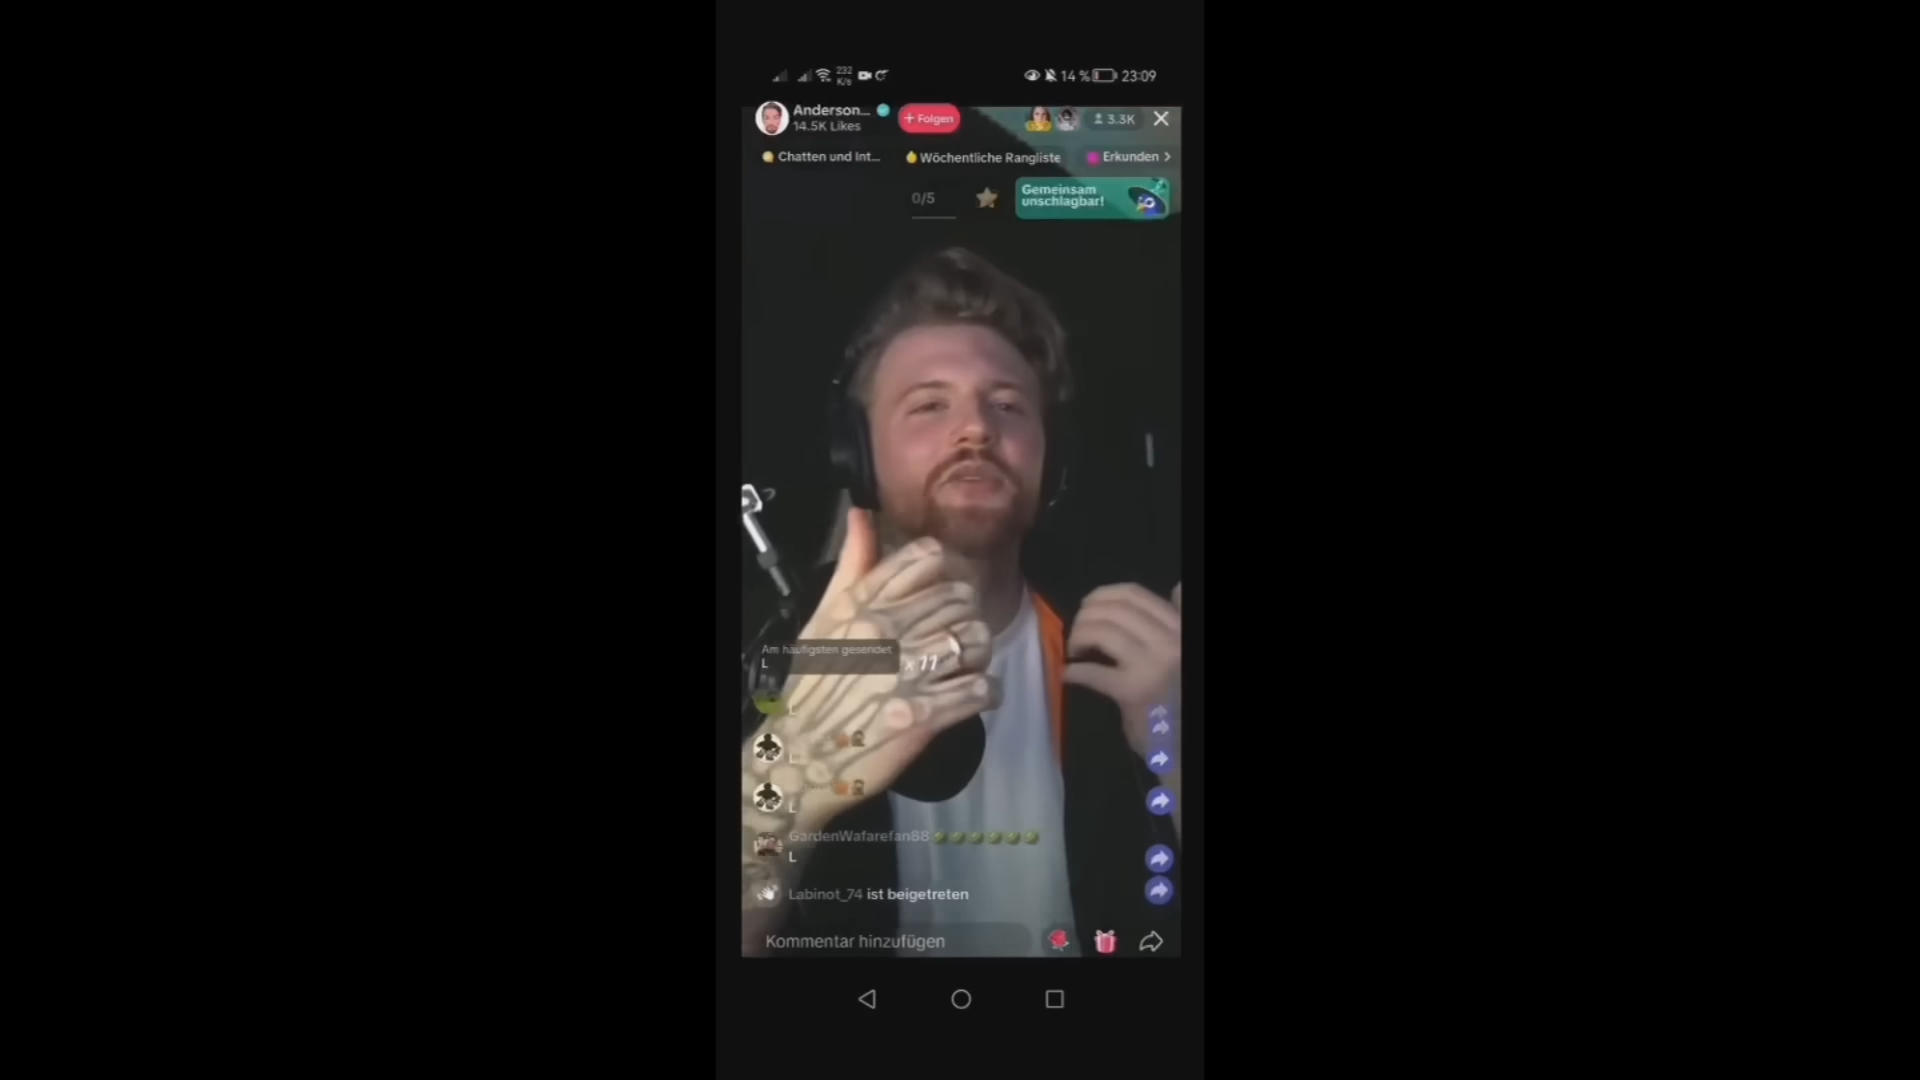 232
K/s
14 %
23:09
Anderson...
14.5K Likes
+ Folgen
3.3K
Chatten und Int...
Wöchentliche Rangliste
Erkunden >
0/5
Gemeinsam
unschlagbar!
Am häufigsten gesendet
L
x 11
L
L
L
GardenWafarefan88
L
Labinot_74 ist beigetreten
Kommentar hinzufügen